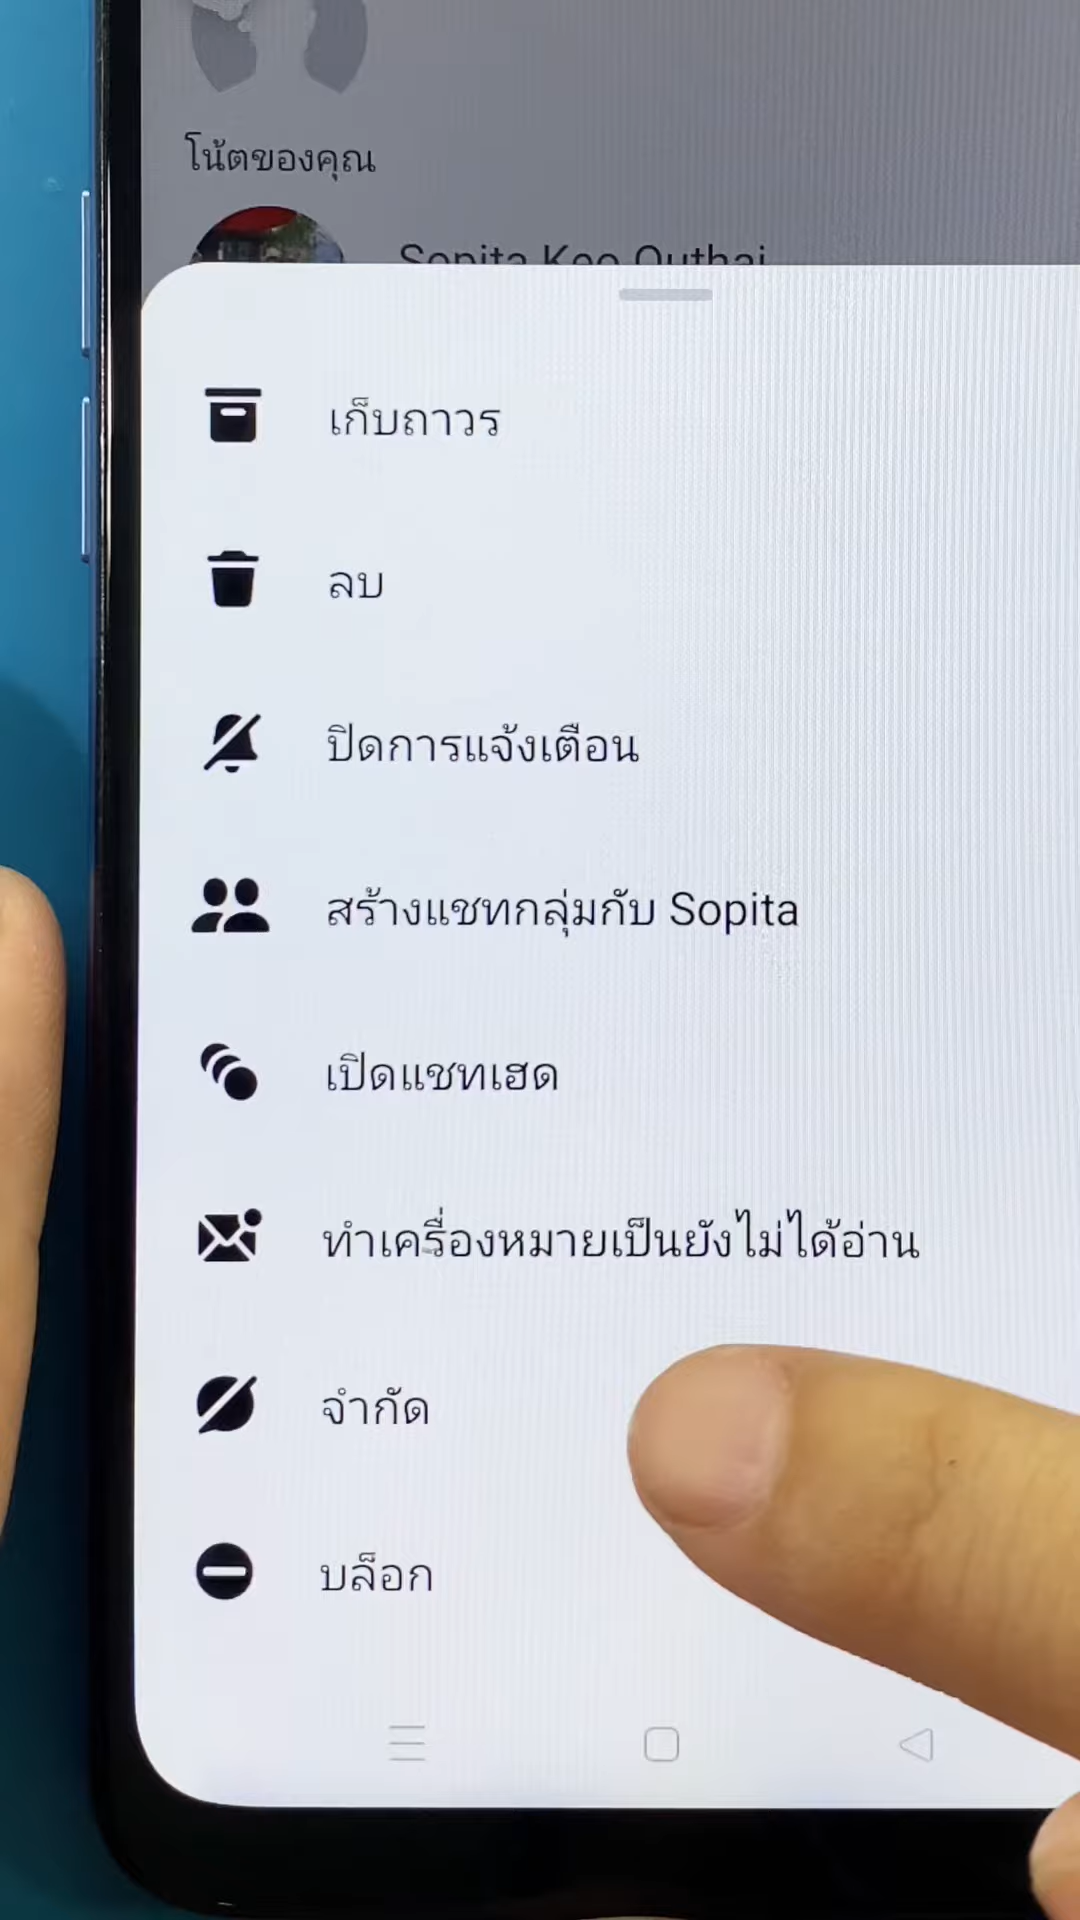 โน้ตของคุณ
Sopita Keo Outhai
เก็บถาวร
ลบ
ปิดการแจ้งเตือน
สร้างแชทกลุ่มกับ Sopita
เปิดแชทเฮด
ทำเครื่องหมายเป็นยังไม่ได้อ่าน
จำกัด
บล็อก